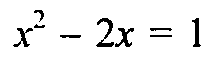 x² − 2x = 1